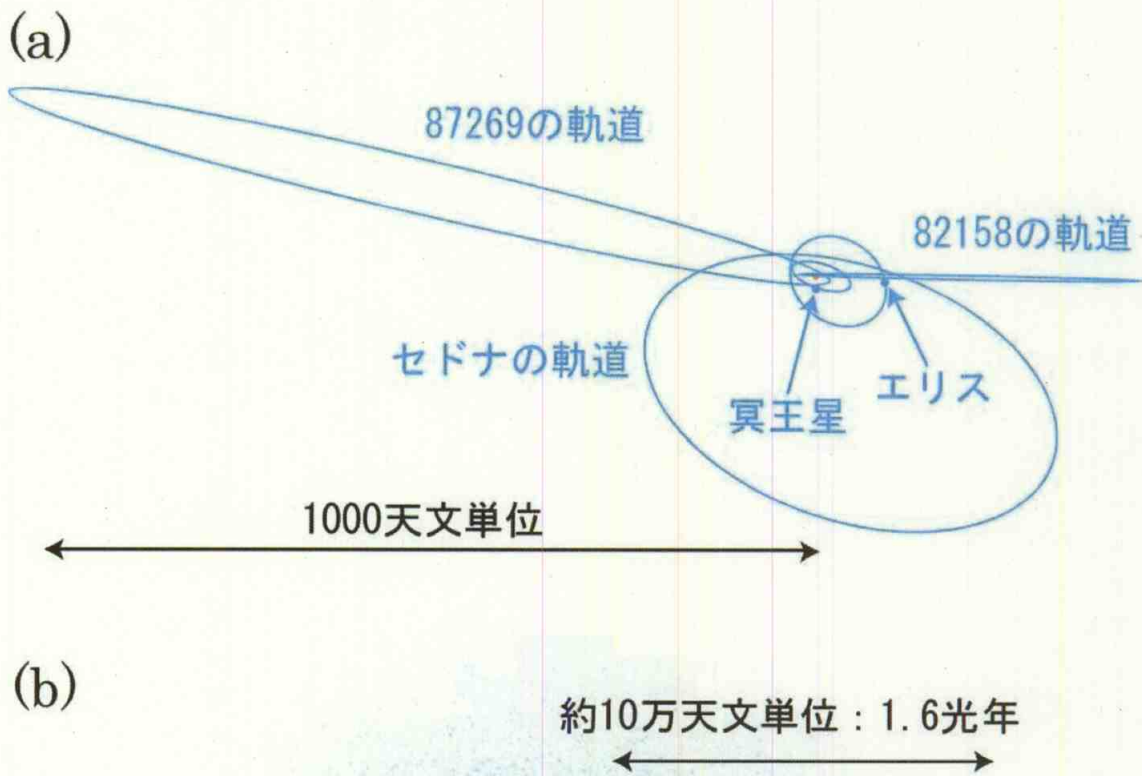 (a)
87269の軌道
82158の軌道
セドナの軌道
エリス
冥王星
1000天文単位
(b)
約10万天文単位：1.6光年